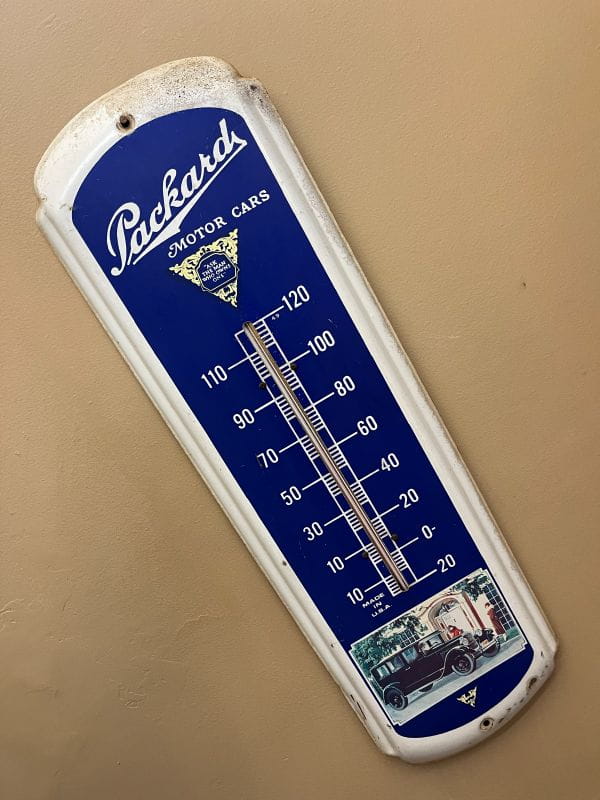 Packard
MOTOR CARS
"ASK
THE MAN
WHO OWNS
ONE"
120
110
100
90
80
70
60
50
40
30
20
10
0-
10
20
MADE
IN
U.S.A.